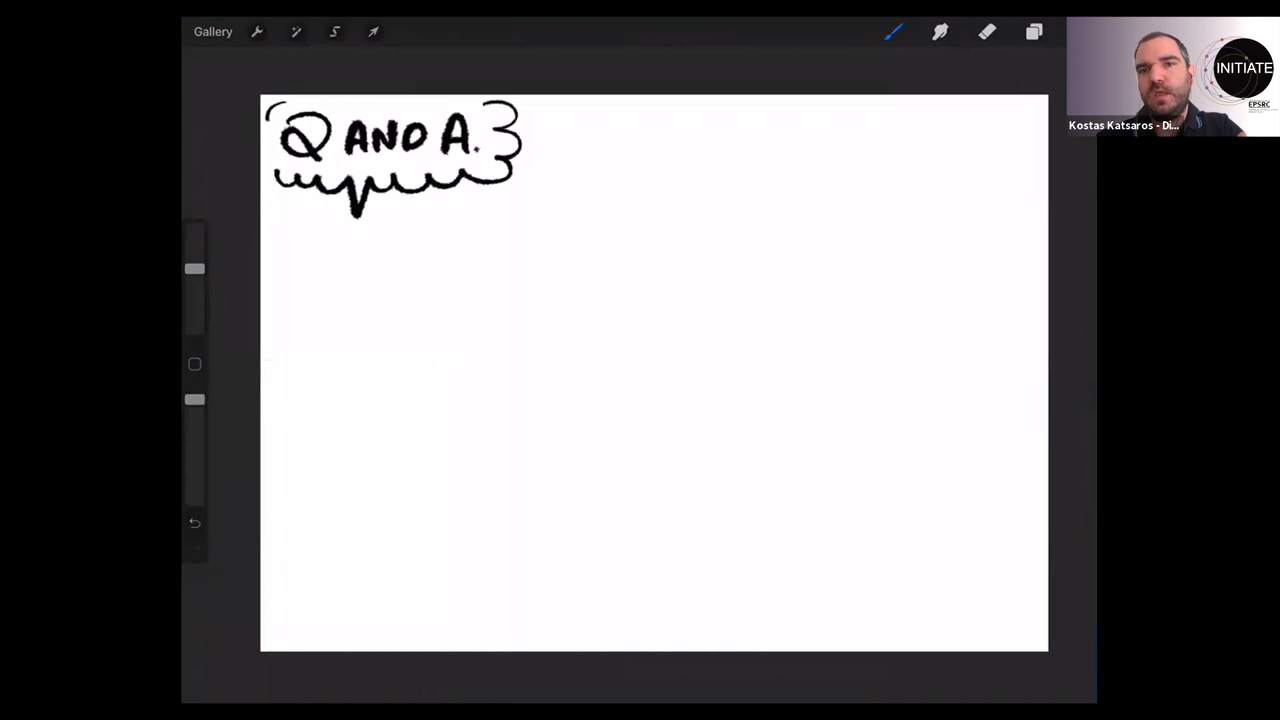 Gallery
Q AND A.
INITIATE
EPSRC
Kostas Katsaros - Di...